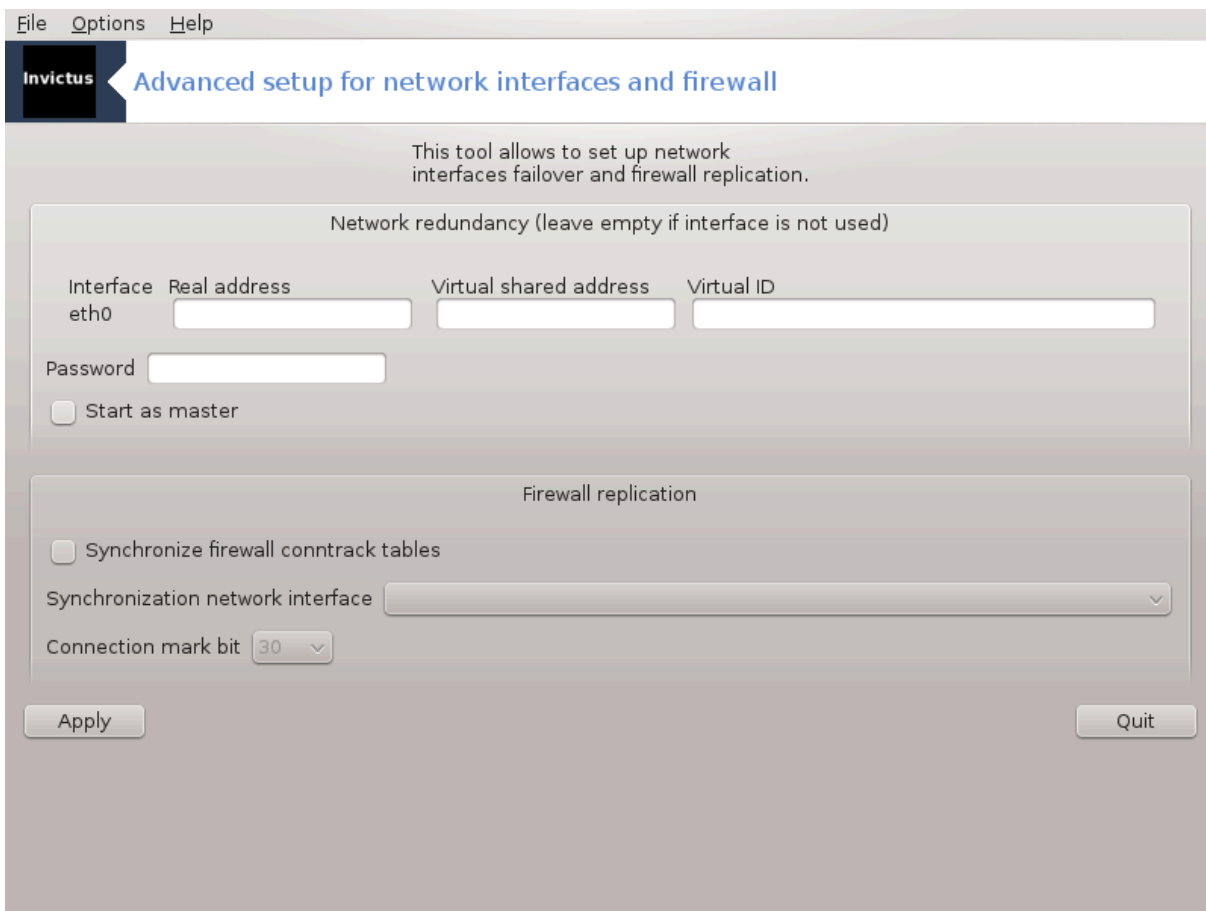 File Options Help
Invictus
Advanced setup for network interfaces and firewall
This tool allows to set up network
interfaces failover and firewall replication.
Network redundancy (leave empty if interface is not used)
Interface Real address Virtual shared address Virtual ID
eth0
Password
Start as master
Firewall replication
Synchronize firewall conntrack tables
Synchronization network interface
Connection mark bit 30
Apply Quit